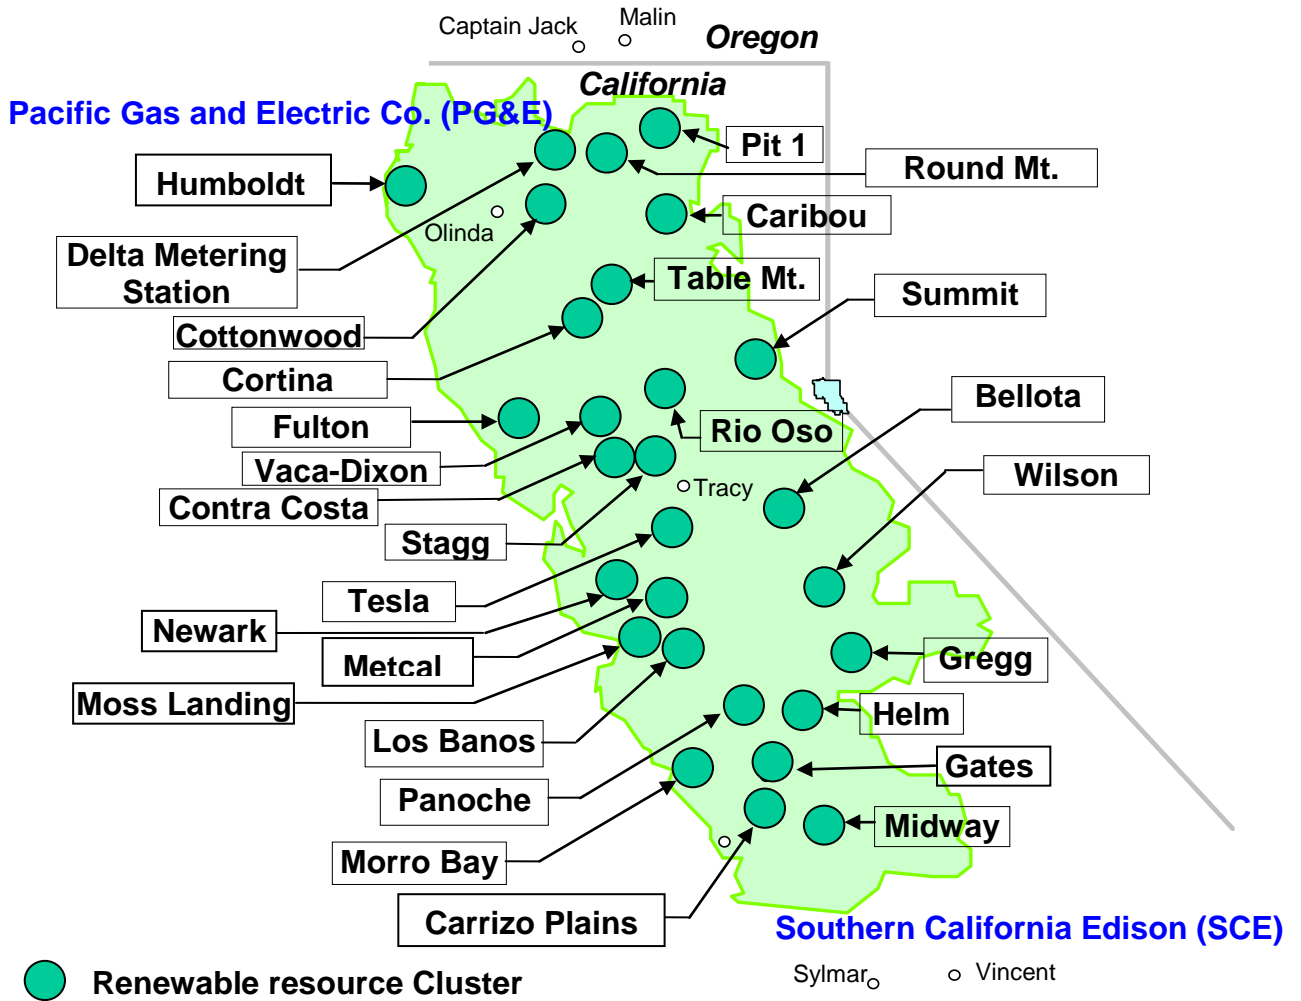 Captain Jack
Malin
Oregon
California
Pacific Gas and Electric Co. (PG&E)
Pit 1
Round Mt.
Humboldt
Caribou
Olinda
Delta Metering
Station
Table Mt.
Summit
Cottonwood
Cortina
Bellota
Fulton
Rio Oso
Vaca-Dixon
Wilson
Contra Costa
Tracy
Stagg
Tesla
Newark
Metcal
Gregg
Moss Landing
Helm
Los Banos
Gates
Panoche
Midway
Morro Bay
Carrizo Plains
Southern California Edison (SCE)
Sylmar
Vincent
Renewable resource Cluster